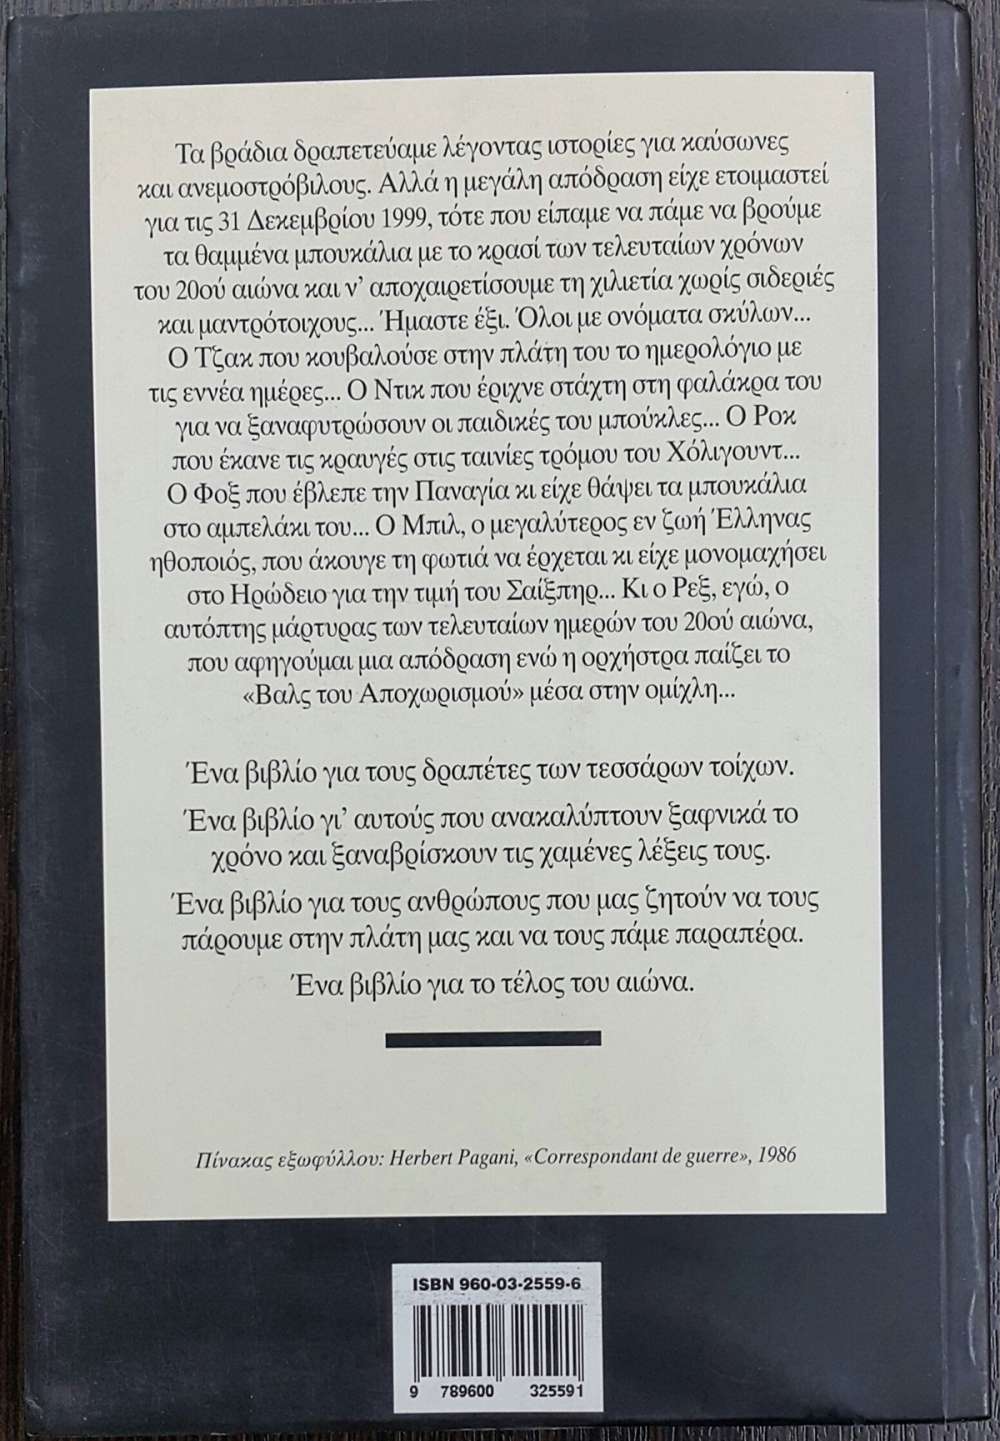 Τα βράδια δραπετεύαμε λέγοντας ιστορίες για καύσωνες
και ανεμοστρόβιλους. Αλλά η μεγάλη απόδραση είχε ετοιμαστεί
για τις 31 Δεκεμβρίου 1999, τότε που είπαμε να πάμε να βρούμε
τα θαμμένα μπουκάλια με το κρασί των τελευταίων χρόνων
του 20ού αιώνα και ν’ αποχαιρετίσουμε τη χιλιετία χωρίς σιδεριές
και μαντρότοιχους... Ήμαστε έξι. Όλοι με ονόματα σκύλων...
Ο Τζακ που κουβαλούσε στην πλάτη του το ημερολόγιο με
τις εννέα ημέρες... Ο Ντικ που έριχνε στάχτη στη φαλάκρα του
για να ξαναφυτρώσουν οι παιδικές του μπούκλες... Ο Ροκ
που έκανε τις κραυγές στις ταινίες τρόμου του Χόλιγουντ...
Ο Φοξ που έβλεπε την Παναγία κι είχε θάψει τα μπουκάλια
στο αμπελάκι του... Ο Μπιλ, ο μεγαλύτερος εν ζωή Έλληνας
ηθοποιός, που άκουγε τη φωτιά να έρχεται κι είχε μονομαχήσει
στο Ηρώδειο για την τιμή του Σαίξπηρ... Κι ο Ρεξ, εγώ, ο
αυτόπτης μάρτυρας των τελευταίων ημερών του 20ού αιώνα,
που αφηγούμαι μια απόδραση ενώ η ορχήστρα παίζει το
«Βαλς του Αποχωρισμού» μέσα στην ομίχλη...
Ένα βιβλίο για τους δραπέτες των τεσσάρων τοίχων.
Ένα βιβλίο γι’ αυτούς που ανακαλύπτουν ξαφνικά το
χρόνο και ξαναβρίσκουν τις χαμένες λέξεις τους.
Ένα βιβλίο για τους ανθρώπους που μας ζητούν να τους
πάρουμε στην πλάτη μας και να τους πάμε παραπέρα.
Ένα βιβλίο για το τέλος του αιώνα.
Πίνακας εξωφύλλου: Herbert Pagani, «Correspondant de guerre», 1986
ISBN 960-03-2559-6
9 789600 325591